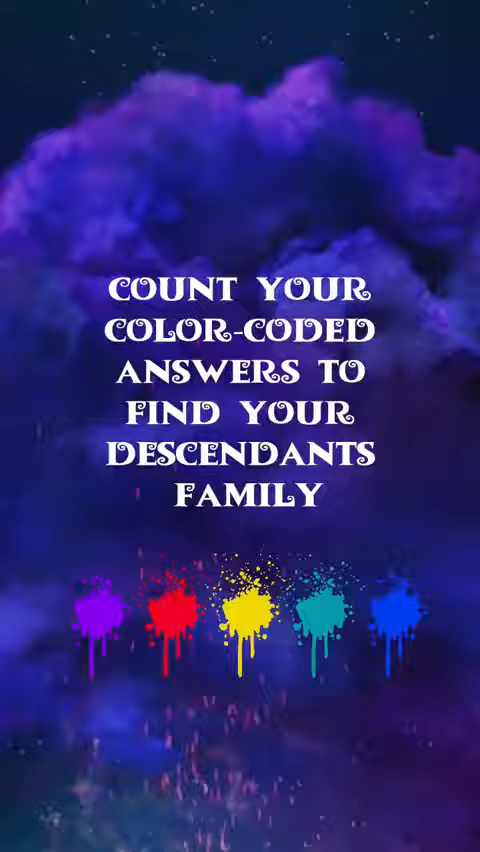 COUNT YOUR
COLOR-CODED
ANSWERS TO
FIND YOUR
DESCENDANTS
FAMILY